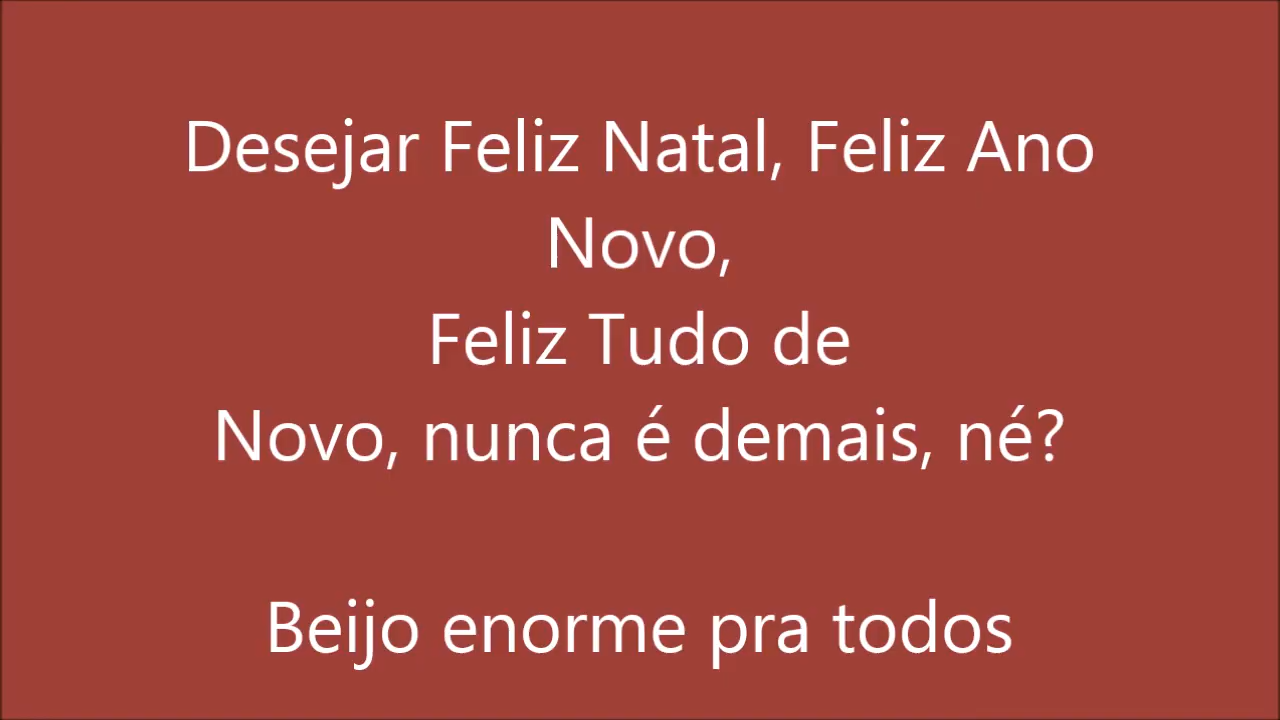 Desejar Feliz Natal, Feliz Ano
Novo,
Feliz Tudo de
Novo, nunca é demais, né?
Beijo enorme pra todos